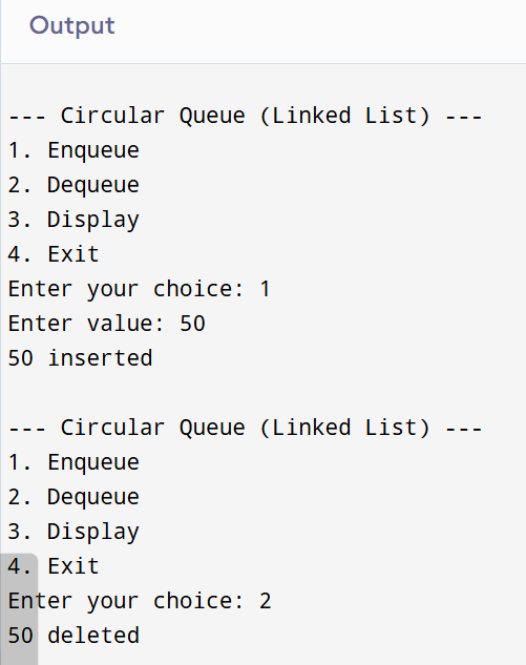 Output
--- Circular Queue (Linked List) ---
1. Enqueue
2. Dequeue
3. Display
4. Exit
Enter your choice: 1
Enter value: 50
50 inserted
--- Circular Queue (Linked List) ---
1. Enqueue
2. Dequeue
3. Display
4. Exit
Enter your choice: 2
50 deleted